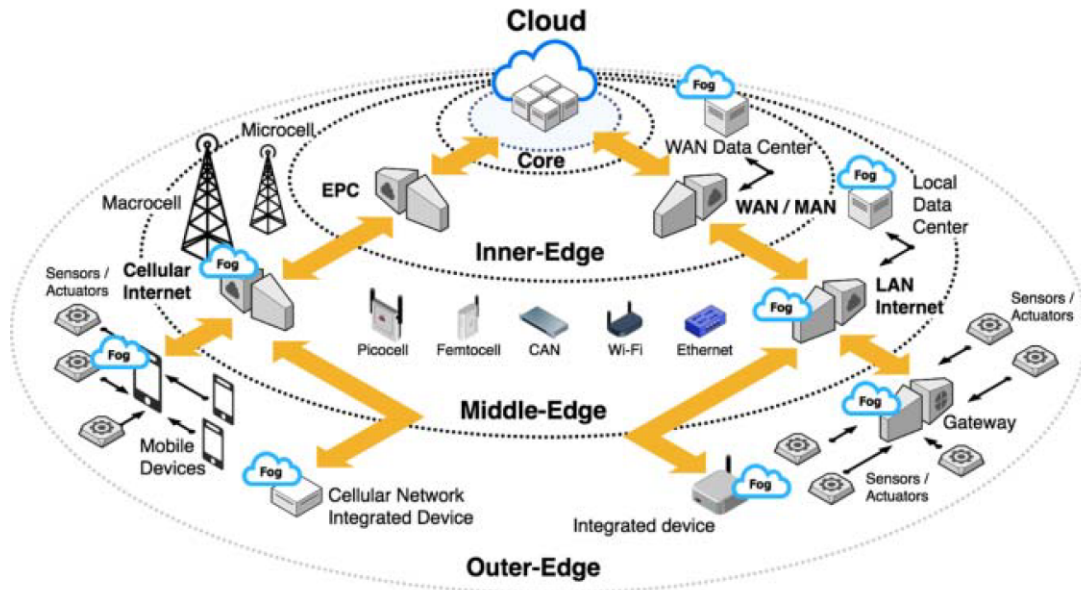 Cloud
Fog
Microcell
Core
WAN Data Center
Fog
Local
Data
Center
Macrocell
EPC
WAN / MAN
Inner-Edge
Cellular
Internet
Fog
LAN
Internet
Sensors /
Actuators
Fog
Sensors /
Actuators
Picocell
Femtocell
CAN
Wi-Fi
Ethernet
Fog
Middle-Edge
Fog
Gateway
Mobile
Devices
Fog
Cellular Network
Integrated Device
Fog
Integrated device
Sensors /
Actuators
Outer-Edge